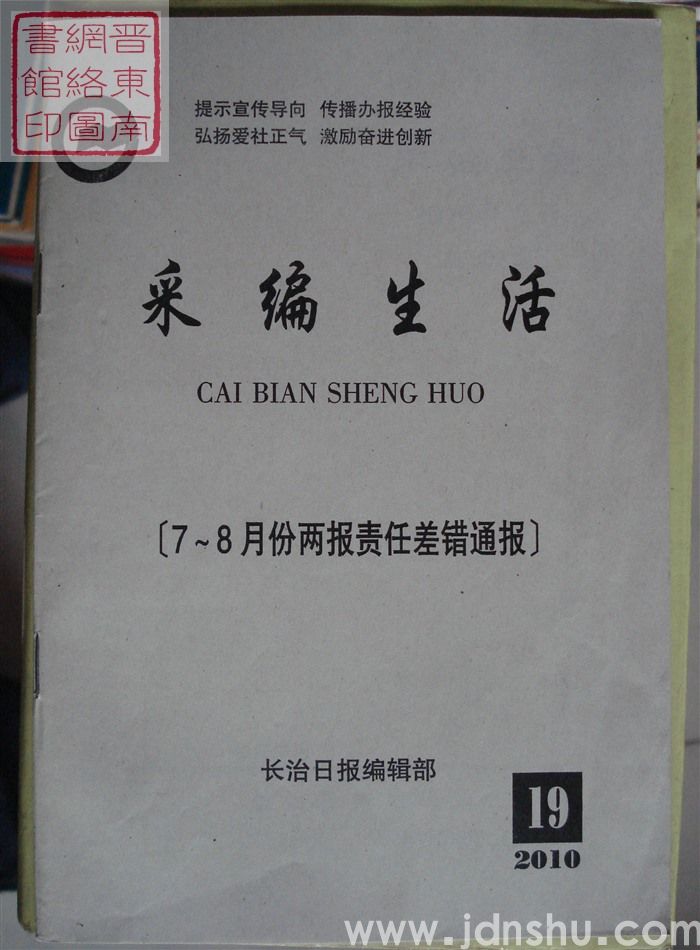 晋东南
網絡圖
書館印
提示宣传导向 传播办报经验
弘扬爱社正气 激励奋进创新
采编生活
CAI BIAN SHENG HUO
〔7~8月份两报责任差错通报〕
长治日报编辑部
19
2010
www.jdnshu.com